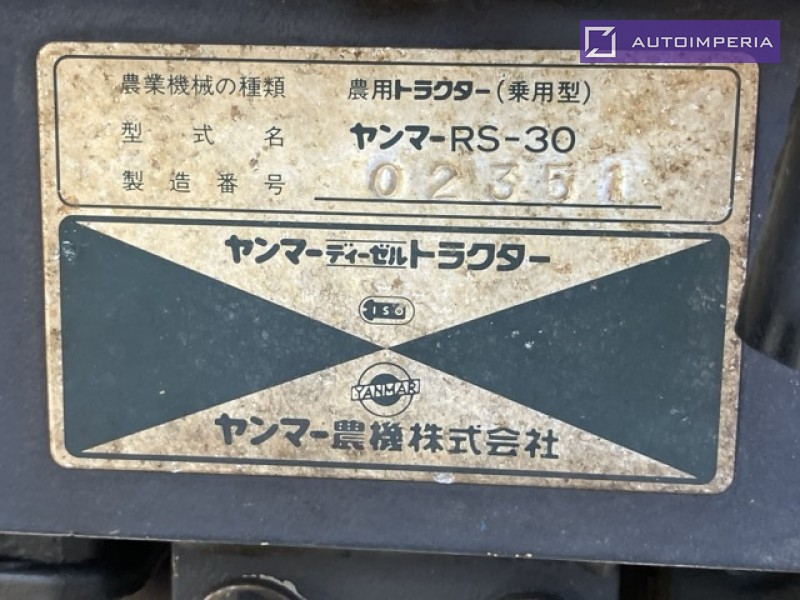 AUTOIMPERIA
農業機械の種類 農用トラクター(乗用型)
型式名 ヤンマーRS-30
製造番号 02351
ヤンマーディーゼルトラクター
ISO
YANMAR
ヤンマー農機株式会社